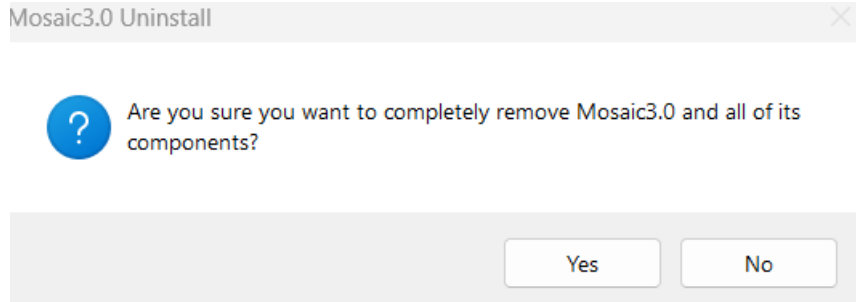 Mosaic3.0 Uninstall
?
Are you sure you want to completely remove Mosaic3.0 and all of its
components?
Yes
No